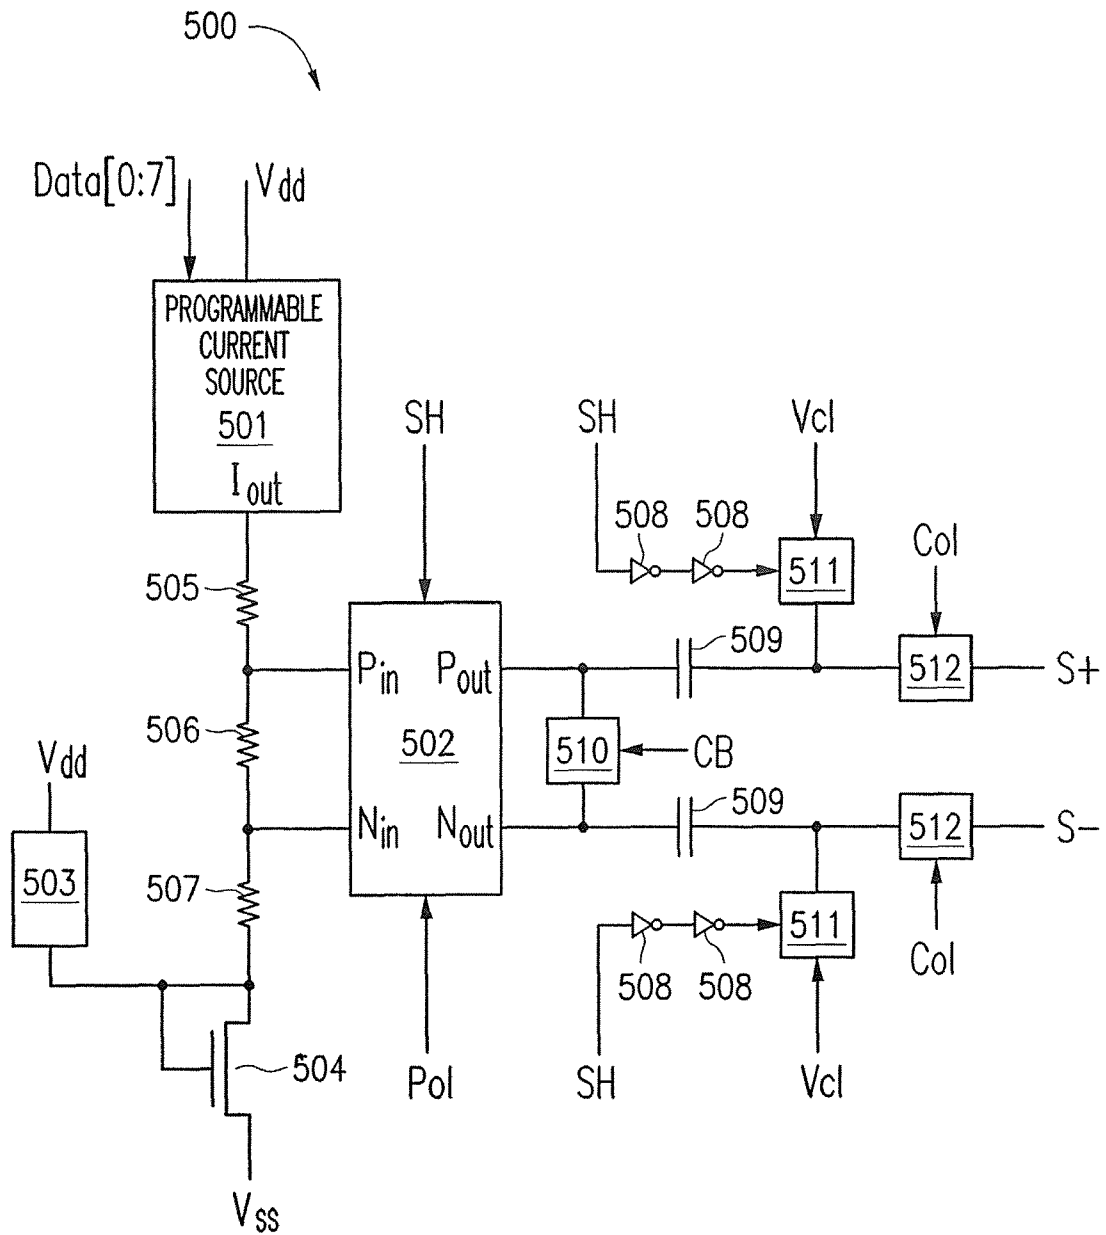 500
Data[0:7]
Vdd
PROGRAMMABLE
CURRENT
SOURCE
501
Iout
SH
SH
Vcl
508
508
511
Col
505
509
512
S+
Pin
Pout
506
502
510
CB
Vdd
509
Nin
Nout
512
S−
503
507
511
508
508
Col
504
Pol
SH
Vcl
Vss